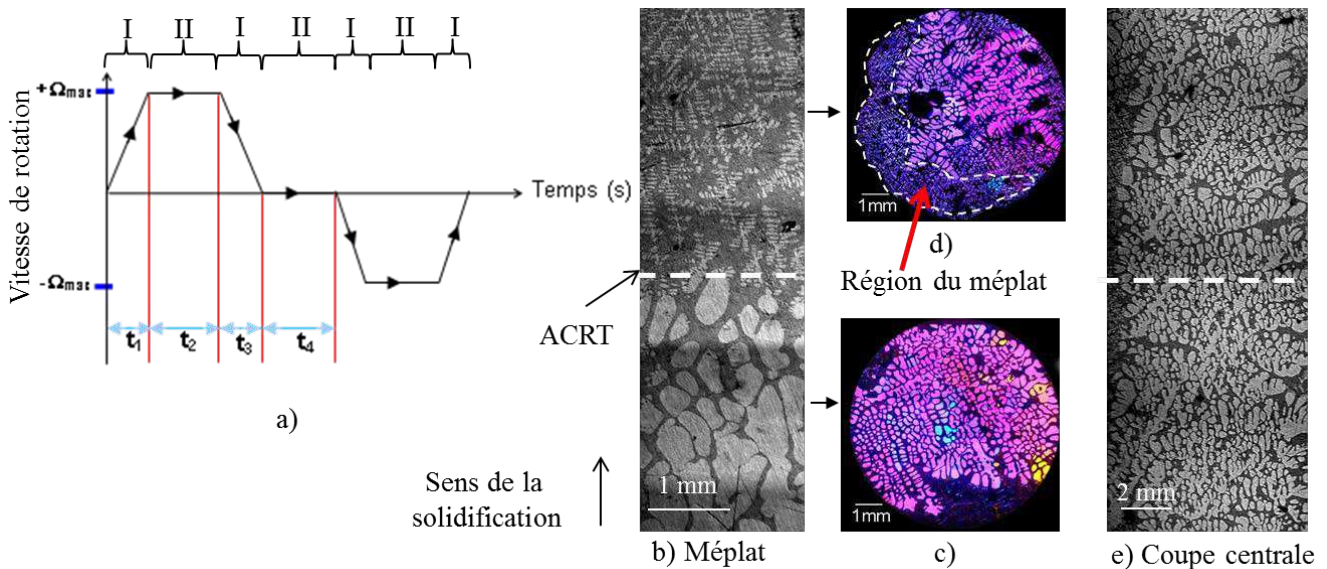 I II I II I II I
Vitesse de rotation
+Ωmax
-Ωmax
Temps (s)
t1 t2 t3 t4
a)
ACRT
Sens de la
solidification
1 mm
b) Méplat
1mm
d)
Région du méplat
1mm
c)
2 mm
e) Coupe centrale